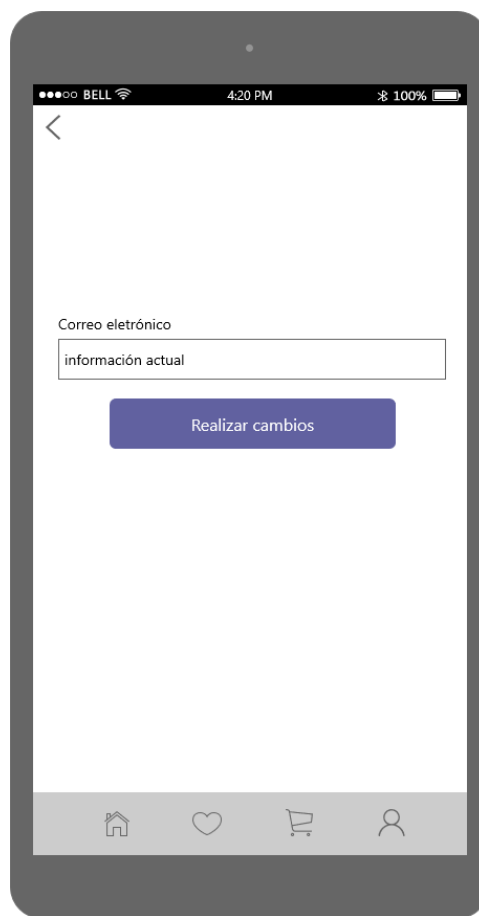 BELL 4:20 PM 100%
Correo eletrónico
información actual
Realizar cambios